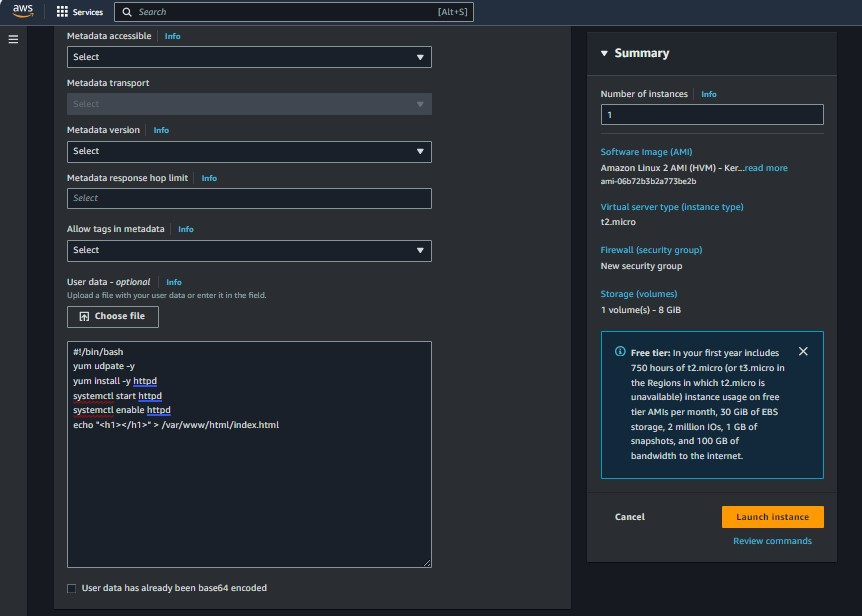 aws
Services
Search
[Alt+S]
Metadata accessible
Info
Select
Metadata transport
Select
Metadata version
Info
Select
Metadata response hop limit
Info
Select
Allow tags in metadata
Info
Select
User data - optional
Info
Upload a file with your user data or enter it in the field.
Choose file
#!/bin/bash
yum udpate -y
yum install -y httpd
systemctl start httpd
systemctl enable httpd
echo "<h1></h1>" > /var/www/html/index.html
User data has already been base64 encoded
Summary
Number of instances
Info
1
Software Image (AMI)
Amazon Linux 2 AMI (HVM) - Ker...read more
ami-06b72b3b2a773be2b
Virtual server type (instance type)
t2.micro
Firewall (security group)
New security group
Storage (volumes)
1 volume(s) - 8 GiB
Free tier: In your first year includes
750 hours of t2.micro (or t3.micro in
the Regions in which t2.micro is
unavailable) instance usage on free
tier AMIs per month, 30 GiB of EBS
storage, 2 million IOs, 1 GB of
snapshots, and 100 GB of
bandwidth to the internet.
Cancel
Launch instance
Review commands